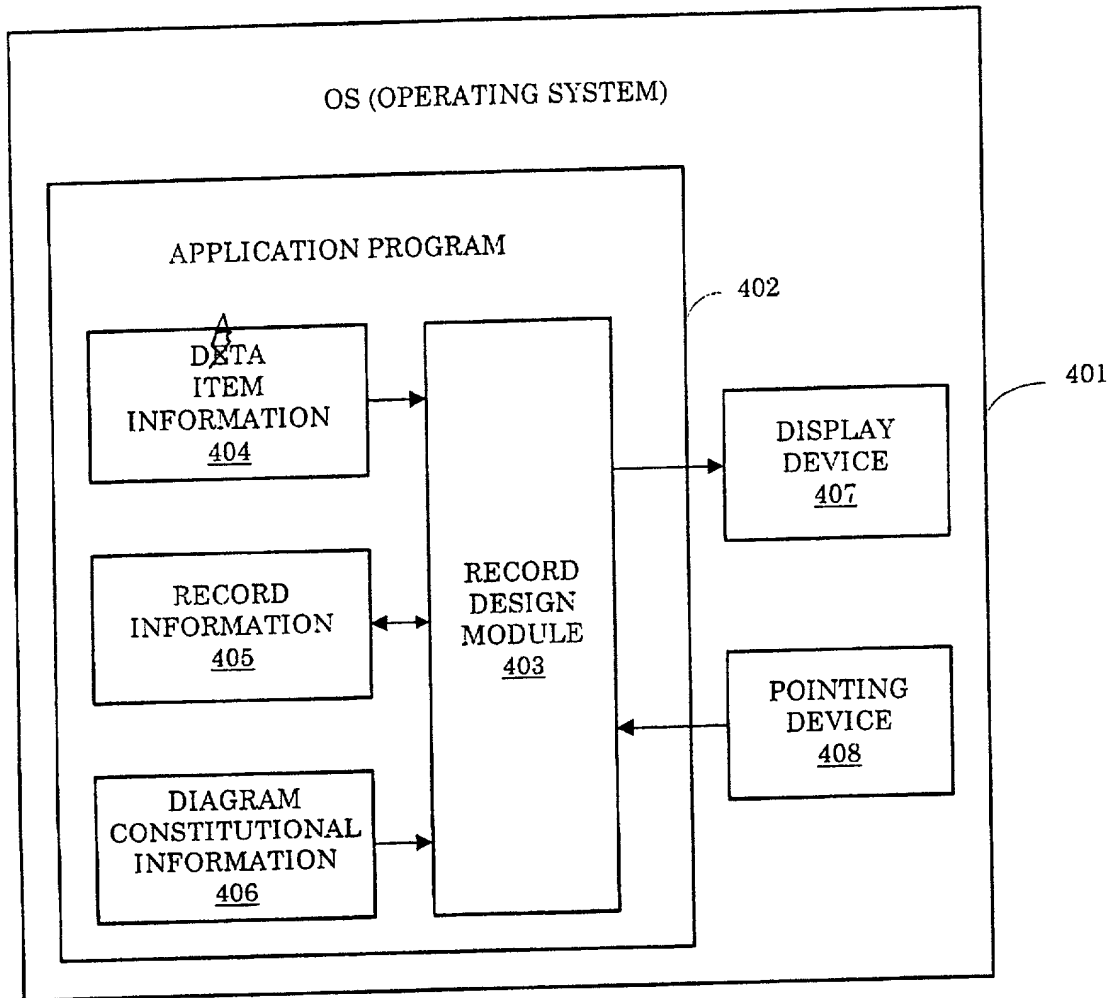 OS (OPERATING SYSTEM)
APPLICATION PROGRAM
402
401
A
DETA
ITEM
INFORMATION
404
RECORD
INFORMATION
405
DIAGRAM
CONSTITUTIONAL
INFORMATION
406
RECORD
DESIGN
MODULE
403
DISPLAY
DEVICE
407
POINTING
DEVICE
408